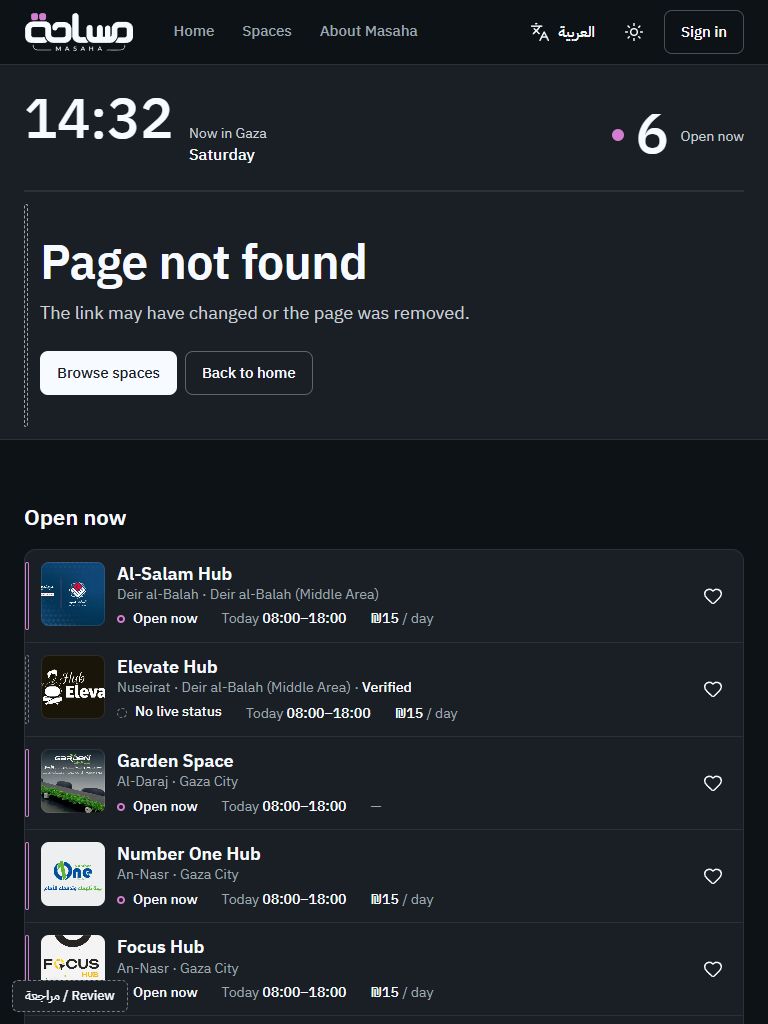 مساحة
MASAHA
Home
Spaces
About Masaha
العربية
Sign in
14:32
Now in Gaza
Saturday
6
Open now
Page not found
The link may have changed or the page was removed.
Browse spaces
Back to home
Open now
Al-Salam Hub
Deir al-Balah · Deir al-Balah (Middle Area)
Open now Today 08:00–18:00 ₪15 / day
Hub
Eleva
Elevate Hub
Nuseirat · Deir al-Balah (Middle Area) · Verified
No live status Today 08:00–18:00 ₪15 / day
GARDEN
Garden Space
Al-Daraj · Gaza City
Open now Today 08:00–18:00 —
One
Number One Hub
An-Nasr · Gaza City
Open now Today 08:00–18:00 ₪15 / day
FOCUS
HUB
Focus Hub
An-Nasr · Gaza City
Open now Today 08:00–18:00 ₪15 / day
مراجعة / Review